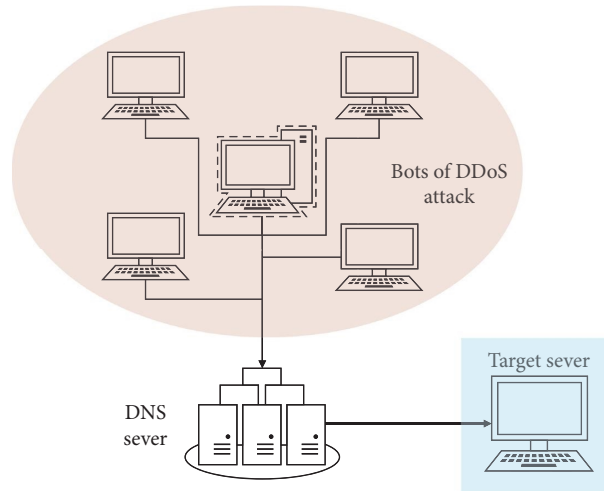 Bots of DDoS
attack
Target sever
DNS
sever